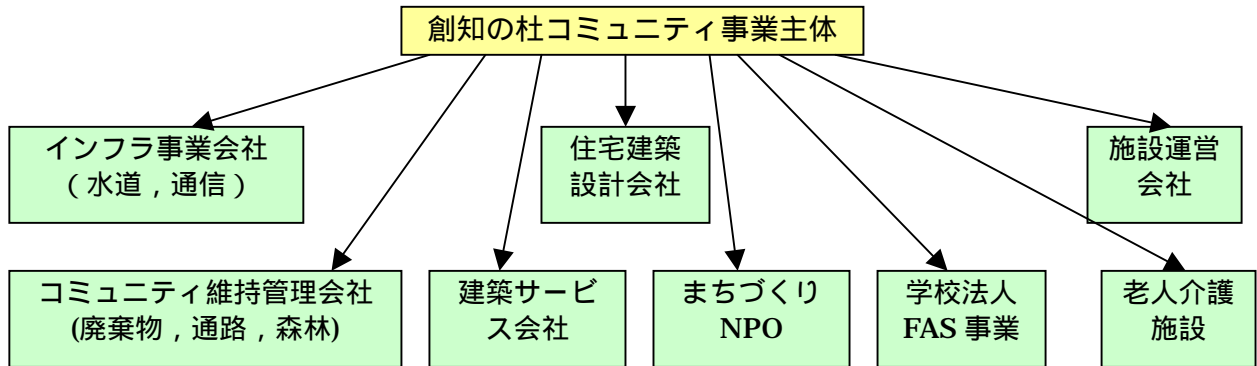 創知の杜コミュニティ事業主体
インフラ事業会社
(水道,通信)
住宅建築
設計会社
施設運営
会社
コミュニティ維持管理会社
(廃棄物,通路,森林)
建築サービ
ス会社
まちづくり
NPO
学校法人
FAS 事業
老人介護
施設